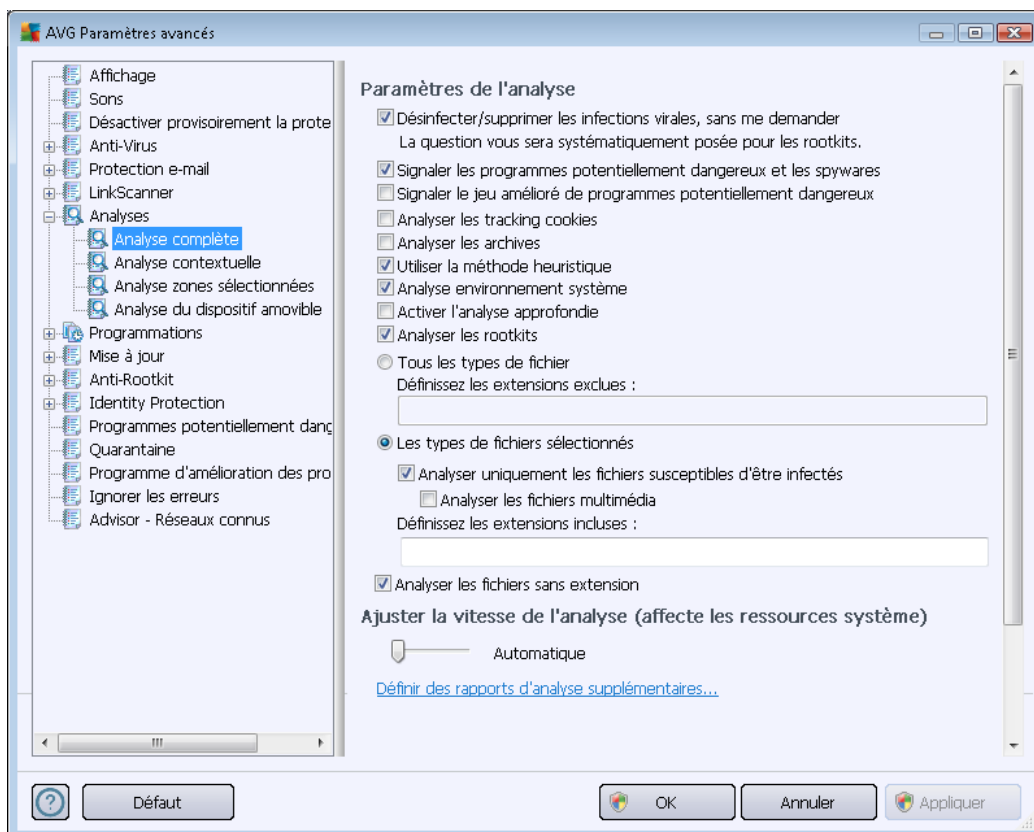 AVG Paramètres avancés
Affichage
Sons
Désactiver provisoirement la prote
Anti-Virus
Protection e-mail
LinkScanner
Analyses
Analyse complète
Analyse contextuelle
Analyse zones sélectionnées
Analyse du dispositif amovible
Programmations
Mise à jour
Anti-Rootkit
Identity Protection
Programmes potentiellement dang
Quarantaine
Programme d'amélioration des pro
Ignorer les erreurs
Advisor - Réseaux connus
Paramètres de l'analyse
Désinfecter/supprimer les infections virales, sans me demander
La question vous sera systématiquement posée pour les rootkits.
Signaler les programmes potentiellement dangereux et les spywares
Signaler le jeu amélioré de programmes potentiellement dangereux
Analyser les tracking cookies
Analyser les archives
Utiliser la méthode heuristique
Analyse environnement système
Activer l'analyse approfondie
Analyser les rootkits
Tous les types de fichier
Définissez les extensions exclues :
Les types de fichiers sélectionnés
Analyser uniquement les fichiers susceptibles d'être infectés
Analyser les fichiers multimédia
Définissez les extensions incluses :
Analyser les fichiers sans extension
Ajuster la vitesse de l'analyse (affecte les ressources système)
Automatique
Définir des rapports d'analyse supplémentaires...
Défaut
OK
Annuler
Appliquer